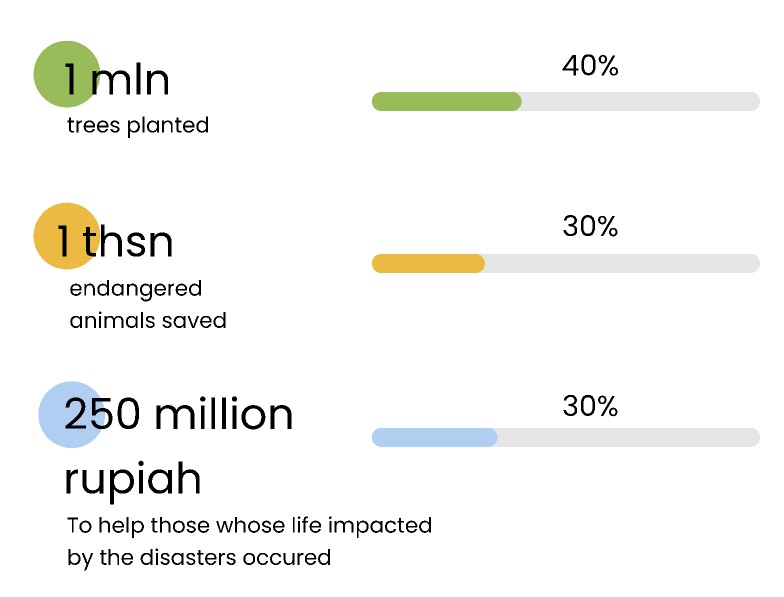 1 mln
40%
trees planted
1 thsn
30%
endangered
animals saved
250 million
30%
rupiah
To help those whose life impacted
by the disasters occured